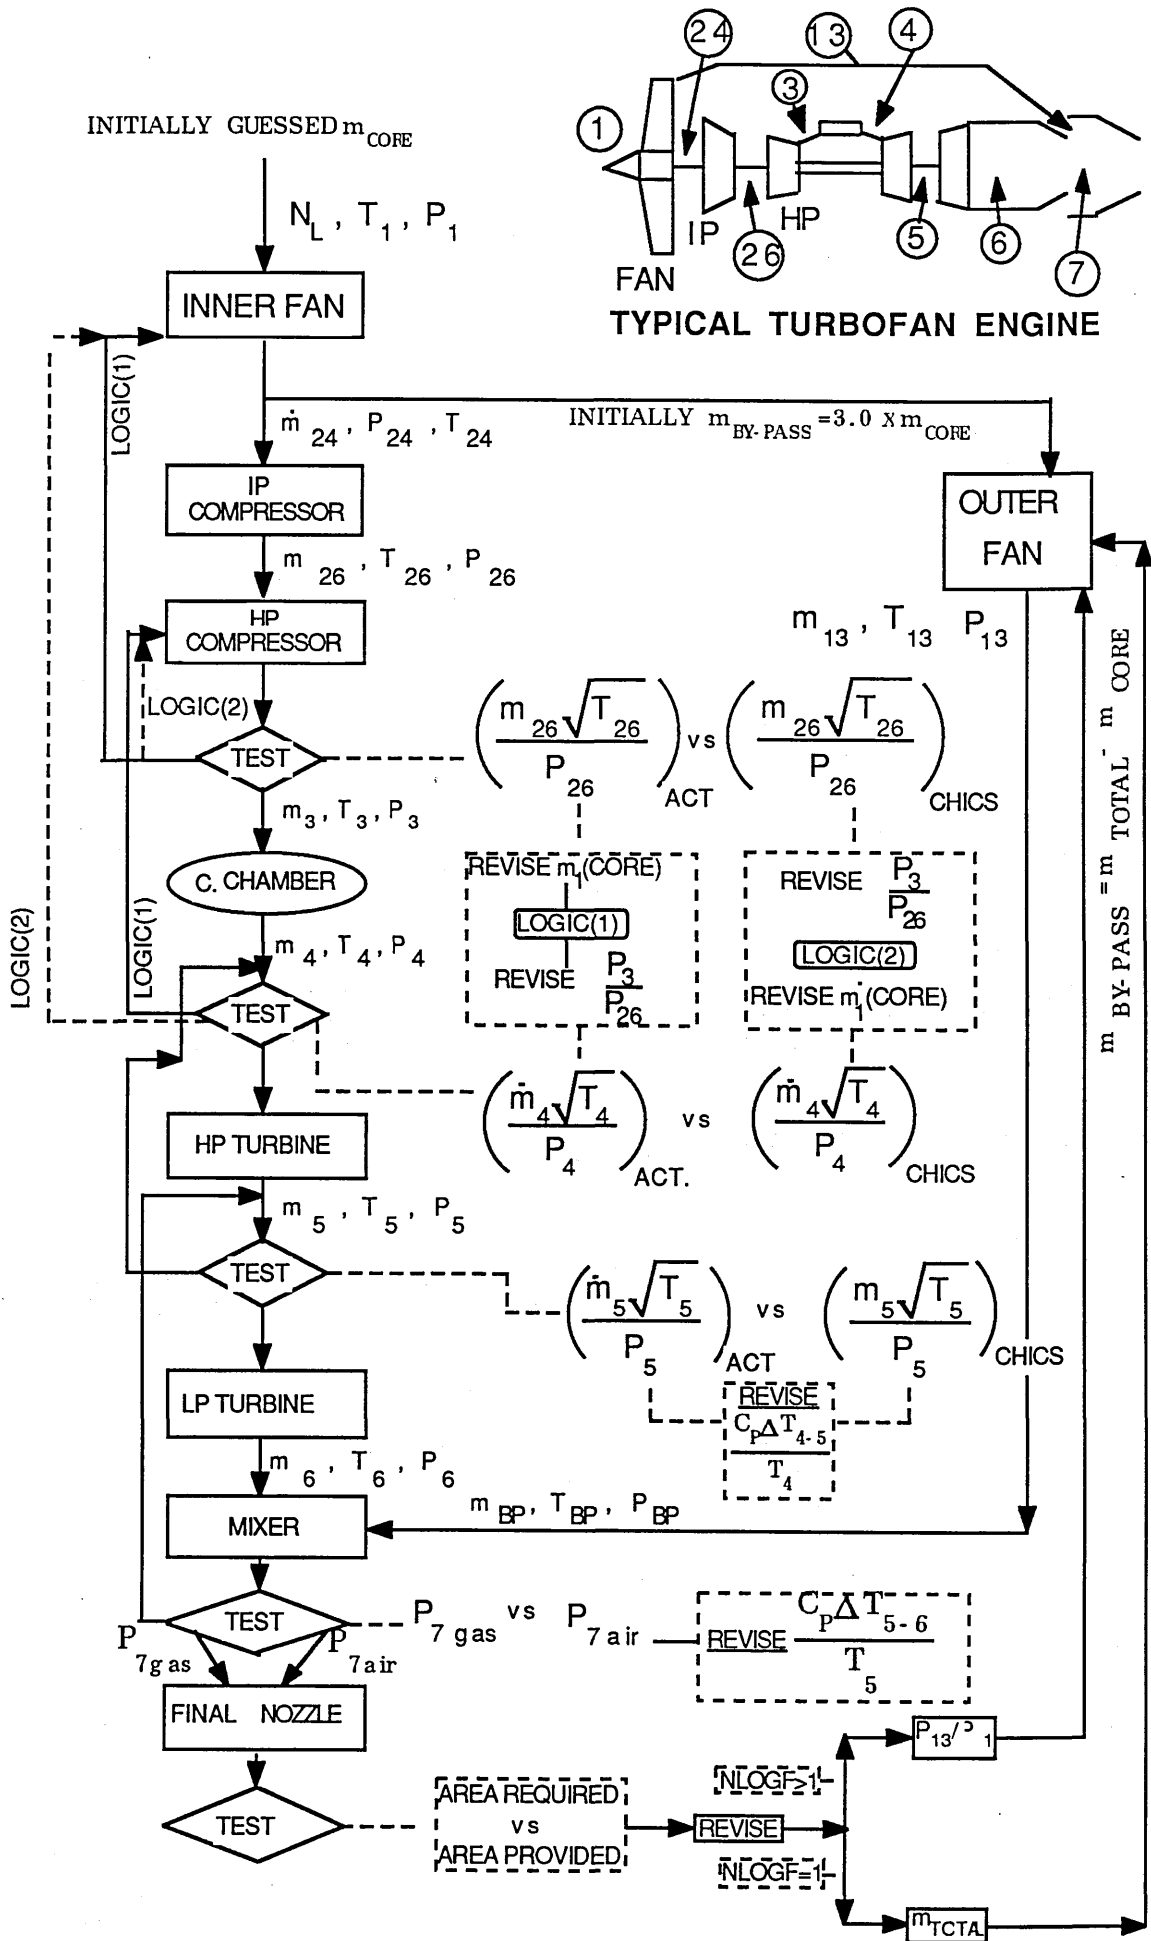 24
13
4
3
1
IP
26
HP
5
6
7
FAN
TYPICAL TURBOFAN ENGINE
INITIALLY GUESSED m CORE
N L , T 1 , P 1
INNER FAN
LOGIC(1)
ṁ 24 , P 24 , T 24
INITIALLY m BY-PASS =3.0 X m CORE
IP
COMPRESSOR
OUTER
FAN
m 26 , T 26 , P 26
HP
COMPRESSOR
m 13 , T 13 P 13
LOGIC(2)
TEST
( m 26 √T 26 / P 26 ) ACT vs ( m 26 √T 26 / P 26 ) CHICS
m 3 , T 3 , P 3
C. CHAMBER
REVISE m 1 (CORE)
LOGIC(1)
REVISE P 3 / P 26
REVISE P 3 / P 26
LOGIC(2)
REVISE ṁ 1 (CORE)
m BY-PASS = m TOTAL - m CORE
LOGIC(2)
LOGIC(1)
m 4 , T 4 , P 4
TEST
( ṁ 4 √T 4 / P 4 ) ACT. vs ( ṁ 4 √T 4 / P 4 ) CHICS
HP TURBINE
m 5 , T 5 , P 5
TEST
( ṁ 5 √T 5 / P 5 ) ACT vs ( m 5 √T 5 / P 5 ) CHICS
REVISE
C P ΔT 4-5 / T 4
LP TURBINE
m 6 , T 6 , P 6
m BP , T BP , P BP
MIXER
TEST
P 7 gas vs P 7 air
REVISE C P ΔT 5-6 / T 5
P 7gas
P 7air
FINAL NOZZLE
TEST
AREA REQUIRED
vs
AREA PROVIDED
REVISE
NLOGF>1
NLOGF=1
P 13 / P 1
m TOTAL